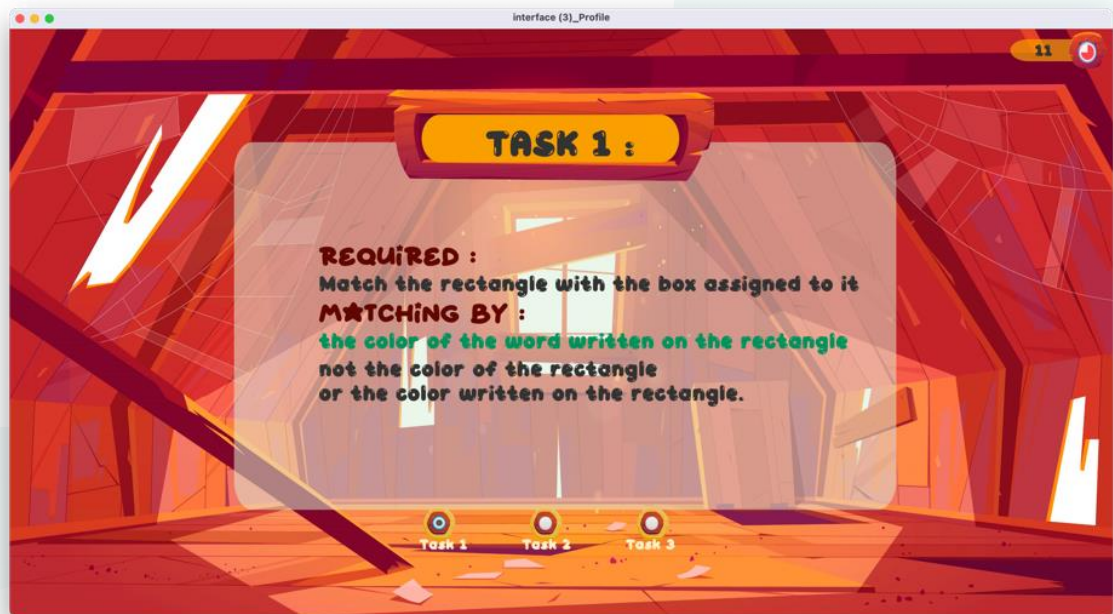 interface (3)_Profile
11
TASK 1 :
REQUiRED :
Match the rectangle with the box assigned to it
MATCHiNG BY :
the color of the word written on the rectangle
not the color of the rectangle
or the color written on the rectangle.
Task 1 Task 2 Task 3